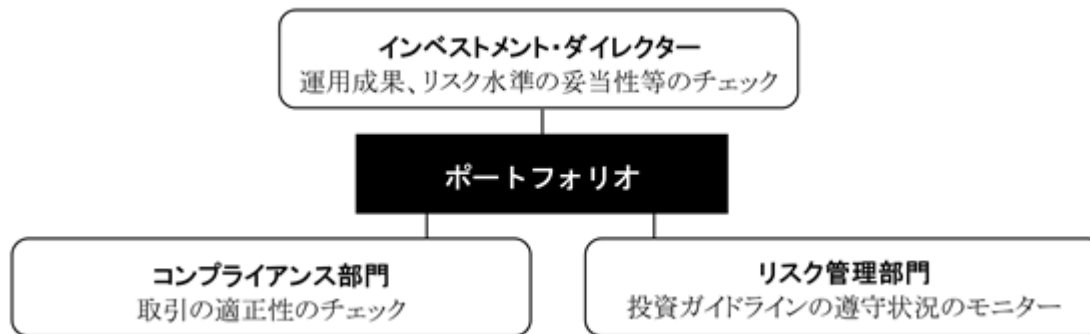 インベストメント・ダイレクター
運用成果、リスク水準の妥当性等のチェック
ポートフォリオ
コンプライアンス部門
取引の適正性のチェック
リスク管理部門
投資ガイドラインの遵守状況のモニター